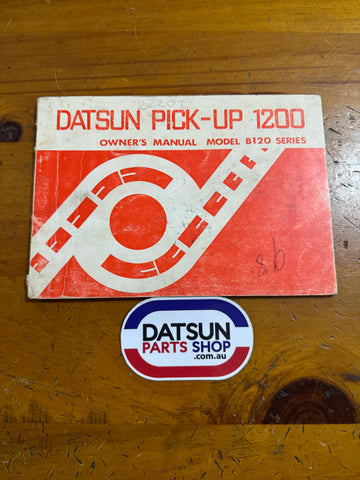 DATSUN PICK-UP 1200
OWNER'S MANUAL MODEL B120 SERIES
DATSUN
PARTS SHOP
.com.au